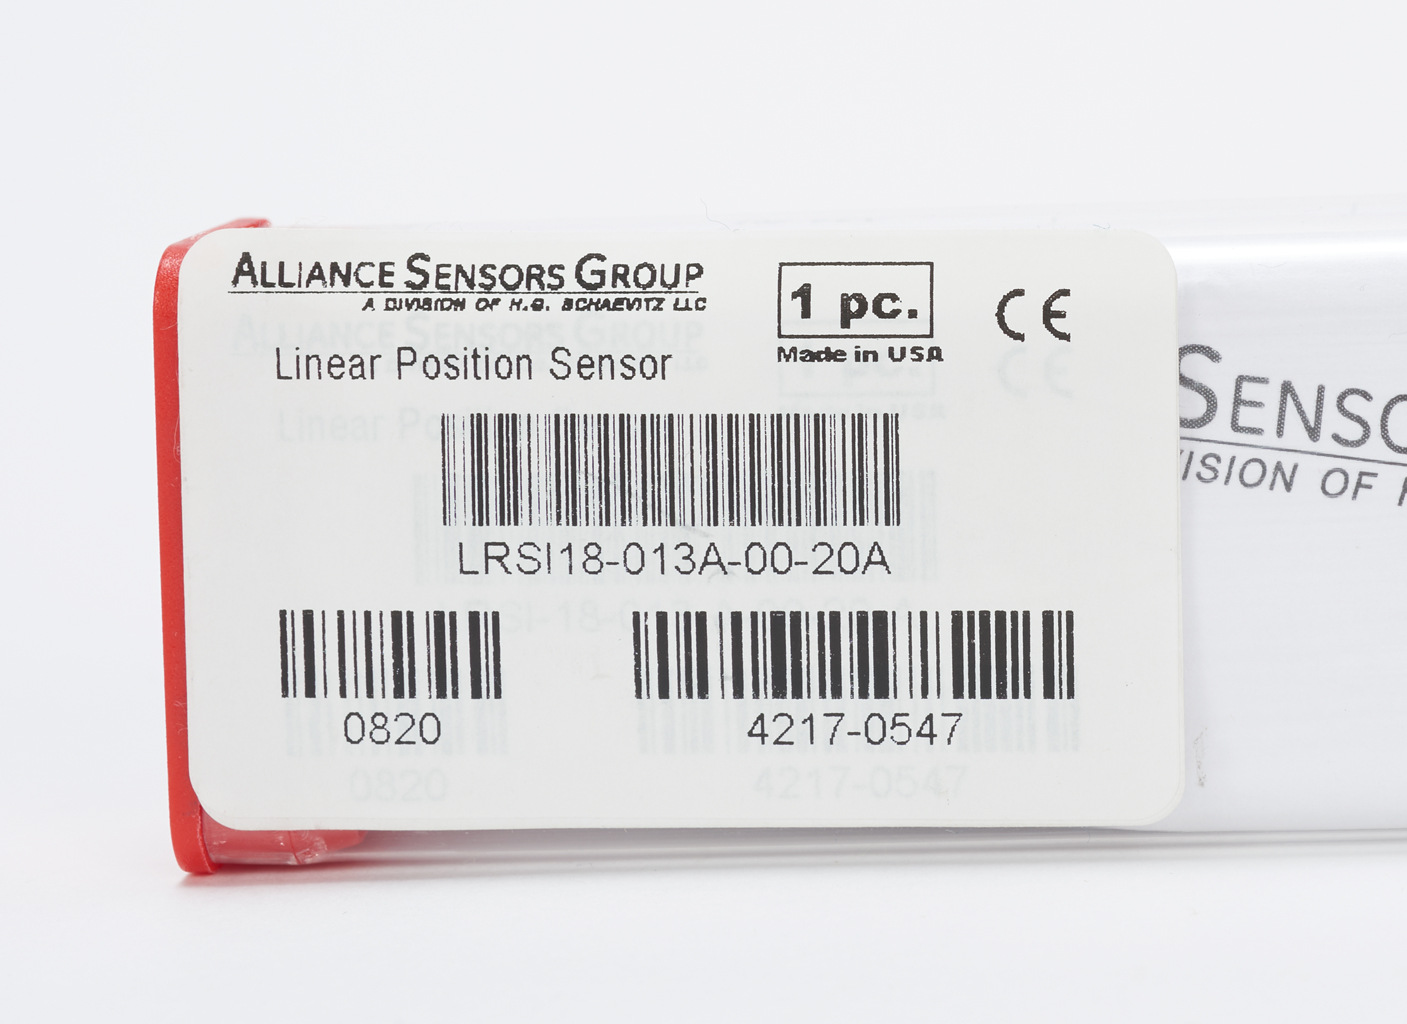 ALLIANCE SENSORS GROUP
A DIVISION OF H.G. SCHAEVITZ LLC
1 pc.
Made in USA
CE
Linear Position Sensor
LRSI18-013A-00-20A
0820
4217-0547
SENSO
VISION OF